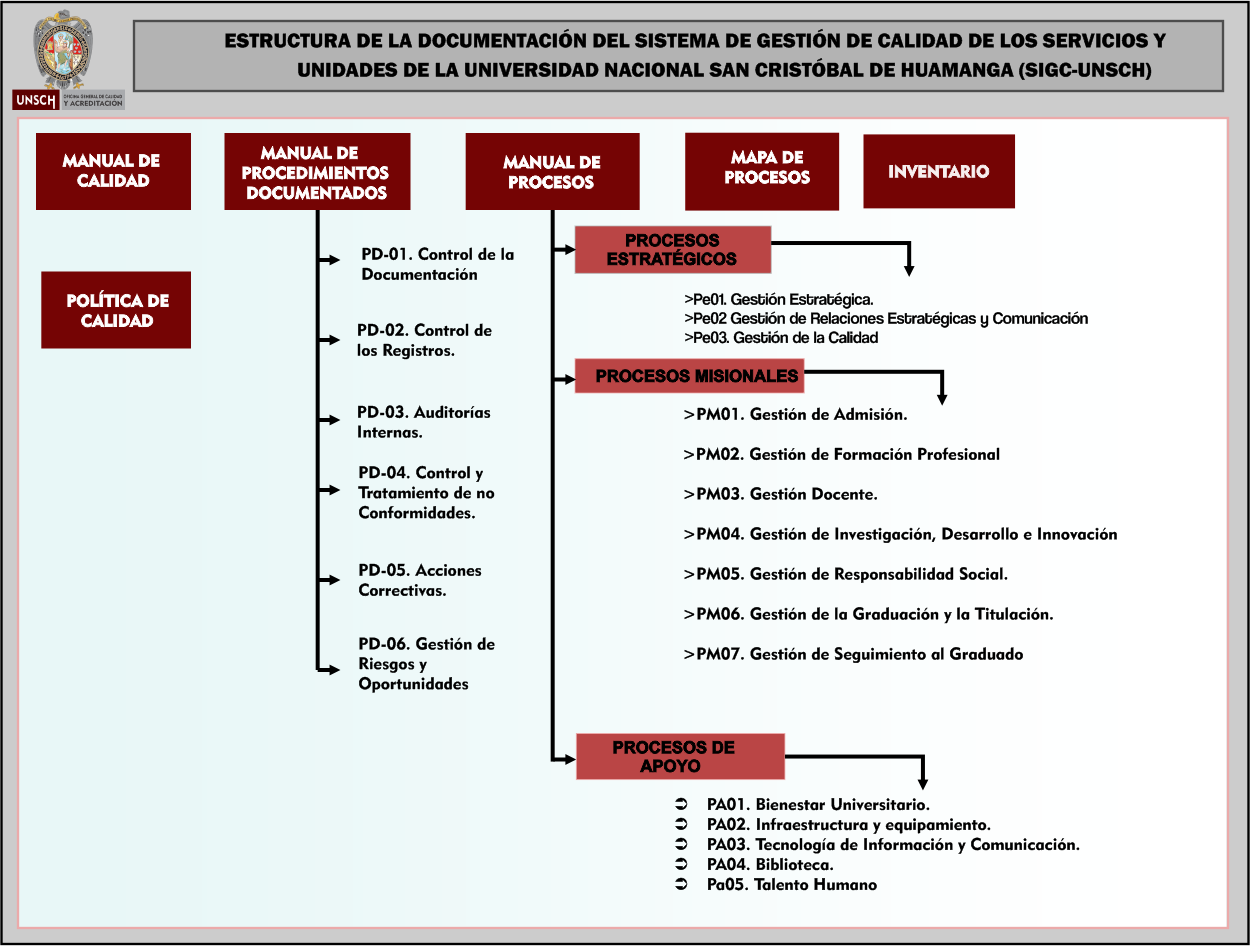 ESTRUCTURA DE LA DOCUMENTACIÓN DEL SISTEMA DE GESTIÓN DE CALIDAD DE LOS SERVICIOS Y
UNIDADES DE LA UNIVERSIDAD NACIONAL SAN CRISTÓBAL DE HUAMANGA (SIGC-UNSCH)
UNSCH
OFICINA GENERAL DE CALIDAD
Y ACREDITACIÓN
MANUAL DE
CALIDAD
POLÍTICA DE
CALIDAD
MANUAL DE
PROCEDIMIENTOS
DOCUMENTADOS
PD-01. Control de la
Documentación
PD-02. Control de
los Registros.
PD-03. Auditorías
Internas.
PD-04. Control y
Tratamiento de no
Conformidades.
PD-05. Acciones
Correctivas.
PD-06. Gestión de
Riesgos y
Oportunidades
MANUAL DE
PROCESOS
MAPA DE
PROCESOS
INVENTARIO
PROCESOS
ESTRATÉGICOS
>Pe01. Gestión Estratégica.
>Pe02 Gestión de Relaciones Estratégicas y Comunicación
>Pe03. Gestión de la Calidad
PROCESOS MISIONALES
>PM01. Gestión de Admisión.
>PM02. Gestión de Formación Profesional
>PM03. Gestión Docente.
>PM04. Gestión de Investigación, Desarrollo e Innovación
>PM05. Gestión de Responsabilidad Social.
>PM06. Gestión de la Graduación y la Titulación.
>PM07. Gestión de Seguimiento al Graduado
PROCESOS DE
APOYO
➲ PA01. Bienestar Universitario.
➲ PA02. Infraestructura y equipamiento.
➲ PA03. Tecnología de Información y Comunicación.
➲ PA04. Biblioteca.
➲ Pa05. Talento Humano